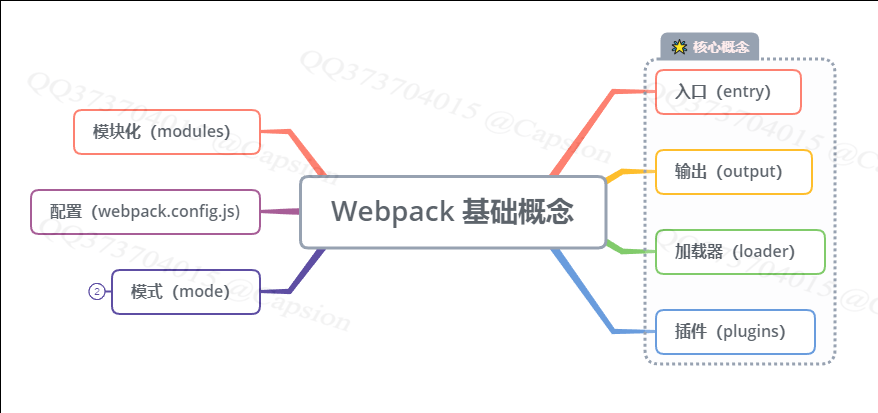 核心概念
入口（entry）
模块化（modules）
输出（output）
配置（webpack.config.js)
Webpack 基础概念
加载器（loader）
2
模式（mode）
插件（plugins）
QQ373704015 @Capsion
QQ373704015 @Capsion
QQ373704015 @Ca
QQ373704015 @Capsion
QQ373704015 @Ca